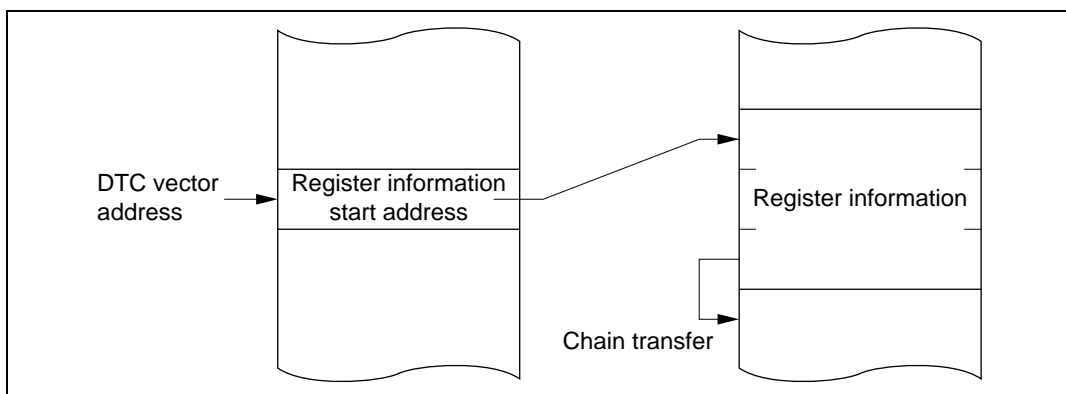 DTC vector
address
Register information
start address
Register information
Chain transfer